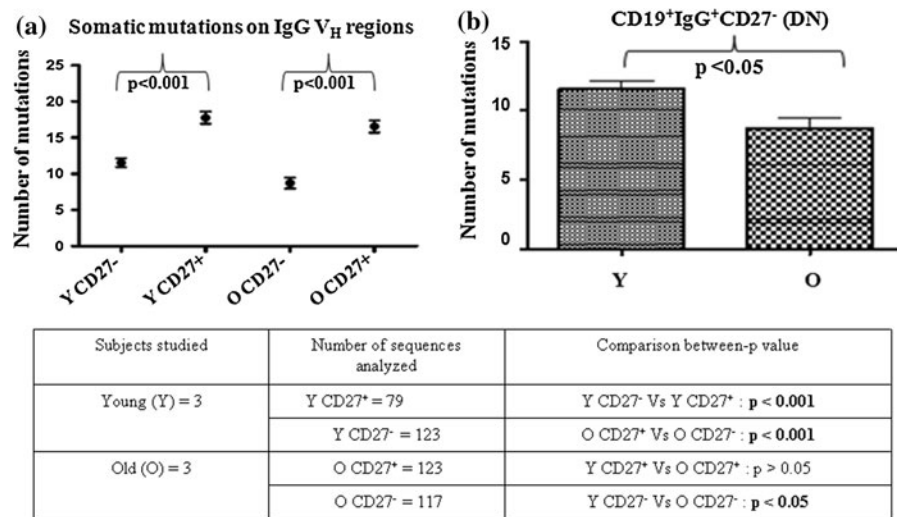 (a) Somatic mutations on IgG VH regions
p<0.001 p<0.001
Number of mutations
25
20
15
10
5
0
Y CD27- Y CD27+ O CD27- O CD27+
(b) CD19+IgG+CD27- (DN)
p<0.05
Number of mutations
15
10
5
0
Y O
Subjects studied Number of sequences analyzed Comparison between-p value
Young (Y) = 3 Y CD27+ = 79 Y CD27- Vs Y CD27+ : p < 0.001
Y CD27- = 123 O CD27+ Vs O CD27- : p < 0.001
Old (O) = 3 O CD27+ = 123 Y CD27+ Vs O CD27+ : p > 0.05
O CD27- = 117 Y CD27- Vs O CD27- : p < 0.05